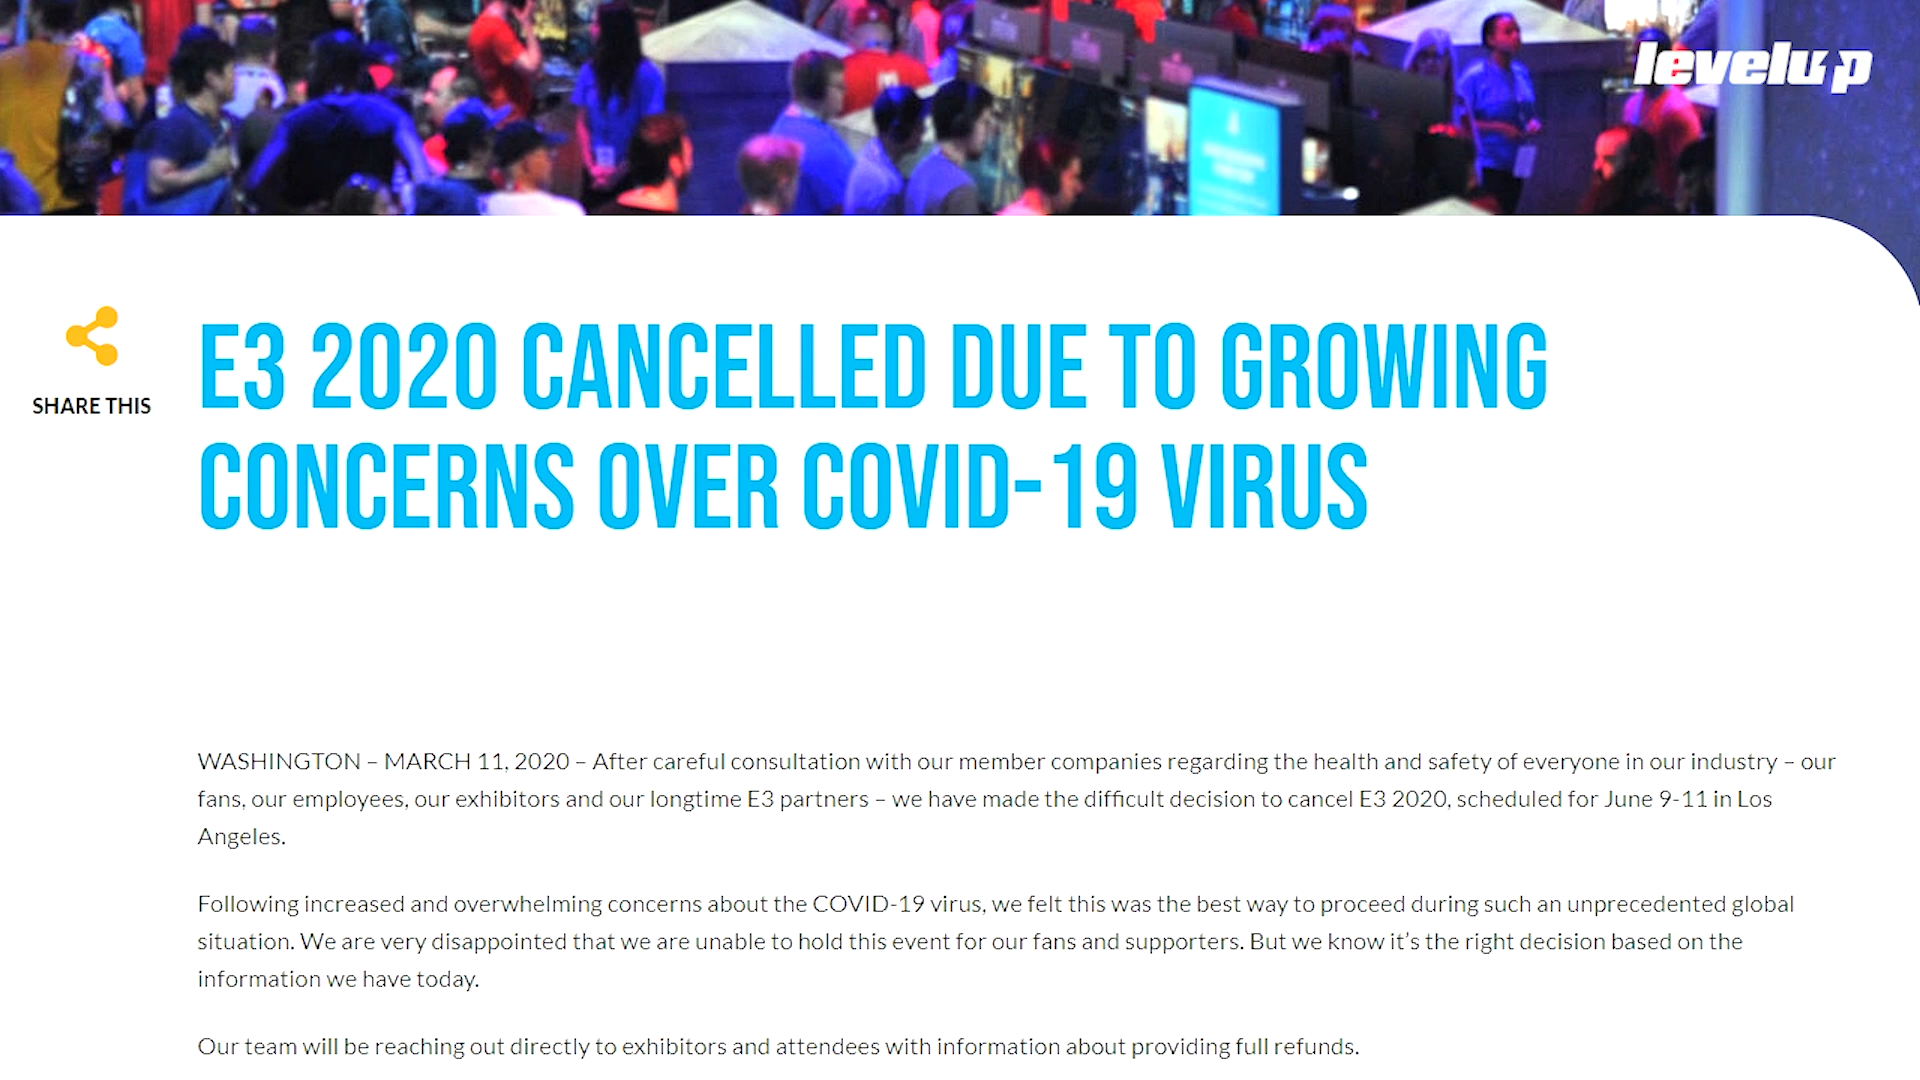 levelup
SHARE THIS
E3 2020 CANCELLED DUE TO GROWING
CONCERNS OVER COVID-19 VIRUS
WASHINGTON – MARCH 11, 2020 – After careful consultation with our member companies regarding the health and safety of everyone in our industry – our
fans, our employees, our exhibitors and our longtime E3 partners – we have made the difficult decision to cancel E3 2020, scheduled for June 9-11 in Los
Angeles.
Following increased and overwhelming concerns about the COVID-19 virus, we felt this was the best way to proceed during such an unprecedented global
situation. We are very disappointed that we are unable to hold this event for our fans and supporters. But we know it’s the right decision based on the
information we have today.
Our team will be reaching out directly to exhibitors and attendees with information about providing full refunds.